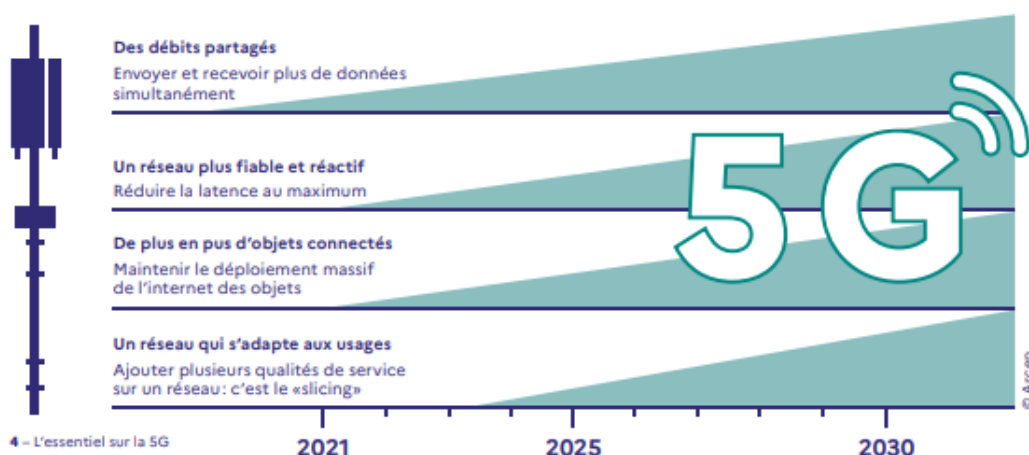 Des débits partagés
Envoyer et recevoir plus de données
simultanément
Un réseau plus fiable et réactif
Réduire la latence au maximum
De plus en pus d'objets connectés
Maintenir le déploiement massif
de l'internet des objets
Un réseau qui s'adapte aux usages
Ajouter plusieurs qualités de service
sur un réseau: c'est le «slicing»
5G
© Arcep
4 – L'essentiel sur la 5G
2021
2025
2030